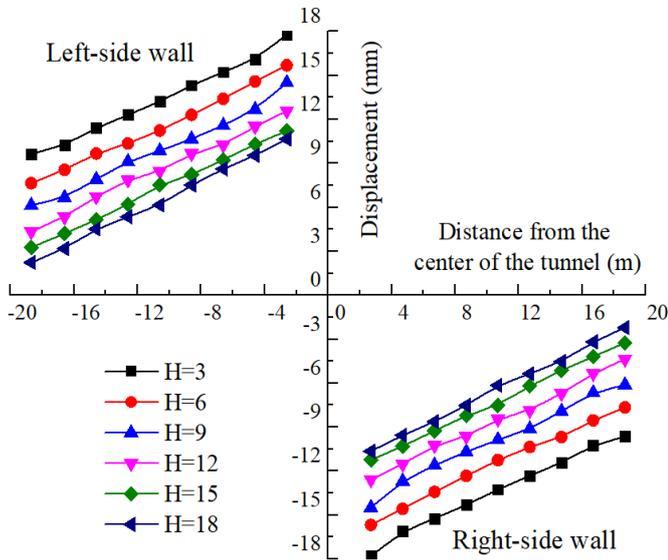 18
Left-side wall
15
12
9
6
3
0
Displacement (mm)
Distance from the
center of the tunnel (m)
-20 -16 -12 -8 -4 0 4 8 12 16 20
-3
-6
-9
-12
-15
-18
H=3
H=6
H=9
H=12
H=15
H=18
Right-side wall